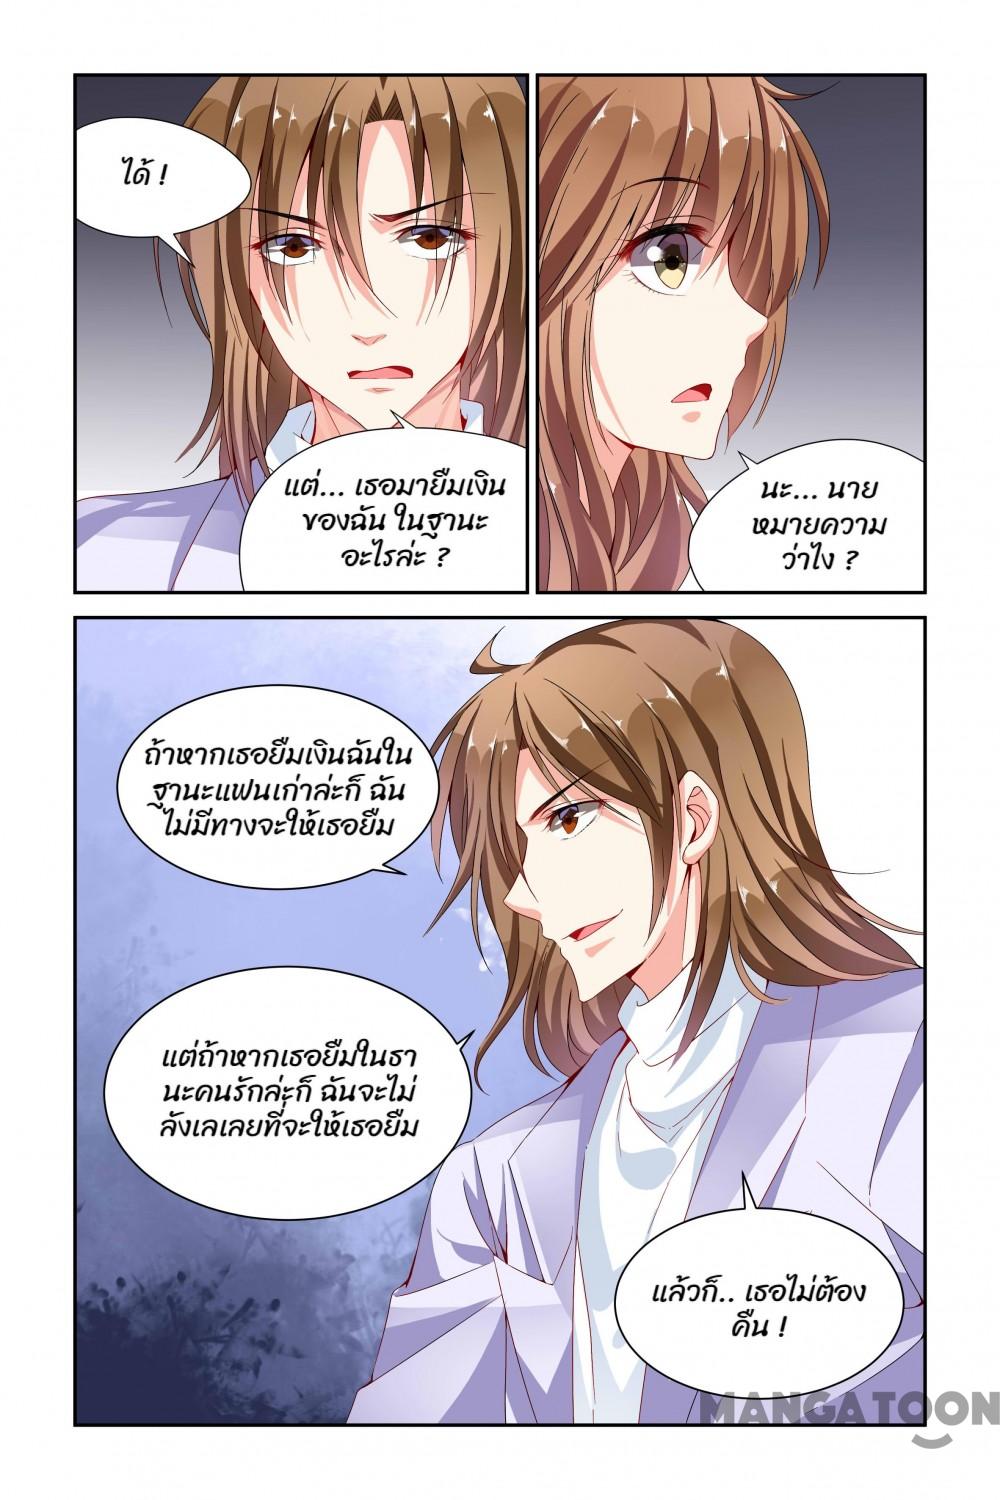 ได้ !
แต่... เธอมายืมเงิน
ของฉัน ในฐานะ
อะไรล่ะ ?
นะ... นาย
หมายความ
ว่าไง ?
ถ้าหากเธอยืมเงินฉันใน
ฐานะแฟนเก่าล่ะก็ ฉัน
ไม่มีทางจะให้เธอยืม
แต่ถ้าหากเธอยืมในธา
นะคนรักล่ะก็ ฉันจะไม่
ลังเลเลยที่จะให้เธอยืม
แล้วก็.. เธอไม่ต้อง
คืน !
MANGATOON